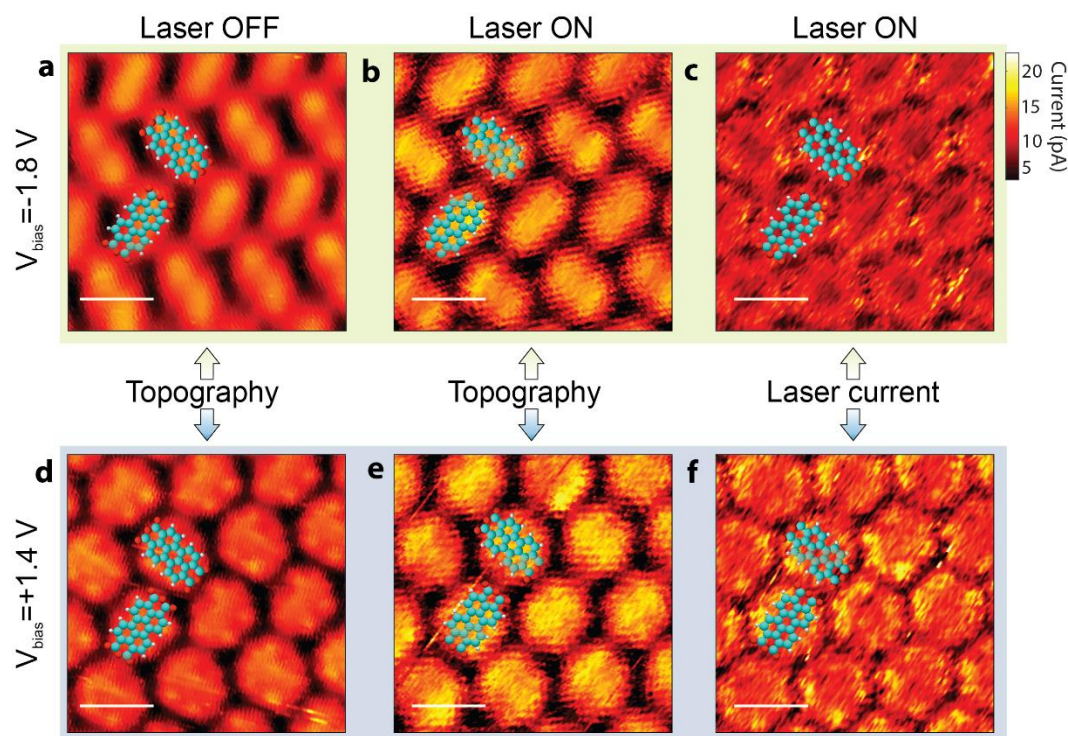 Laser OFF
Laser ON
Laser ON
a
b
c
20
15
10
5
Current (pA)
Vbias=-1.8 V
Topography
Topography
Laser current
d
e
f
Vbias=+1.4 V